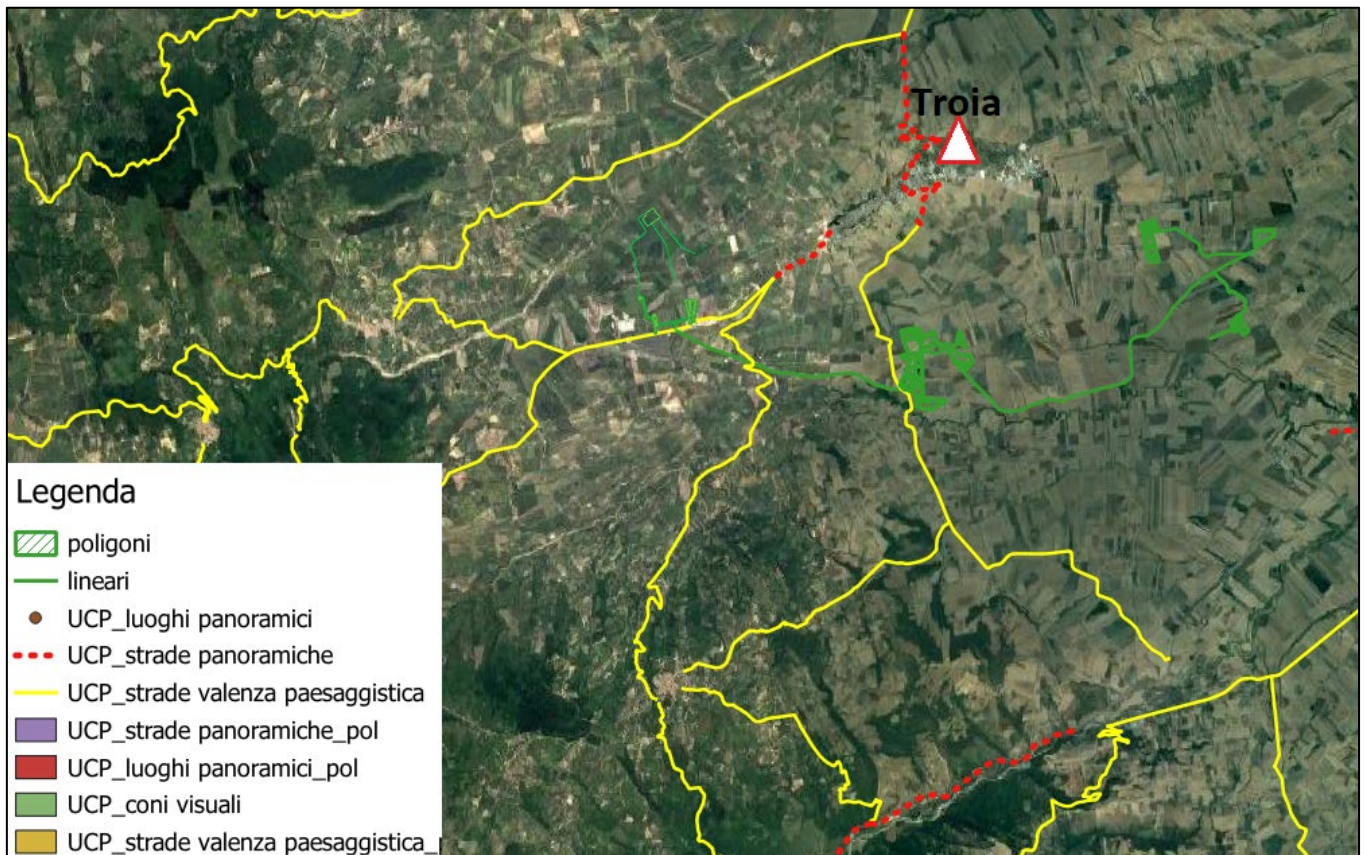 Troia
Legenda
poligoni
lineari
UCP_luoghi panoramici
UCP_strade panoramiche
UCP_strade valenza paesaggistica
UCP_strade panoramiche_pol
UCP_luoghi panoramici_pol
UCP_coni visuali
UCP_strade valenza paesaggistica_